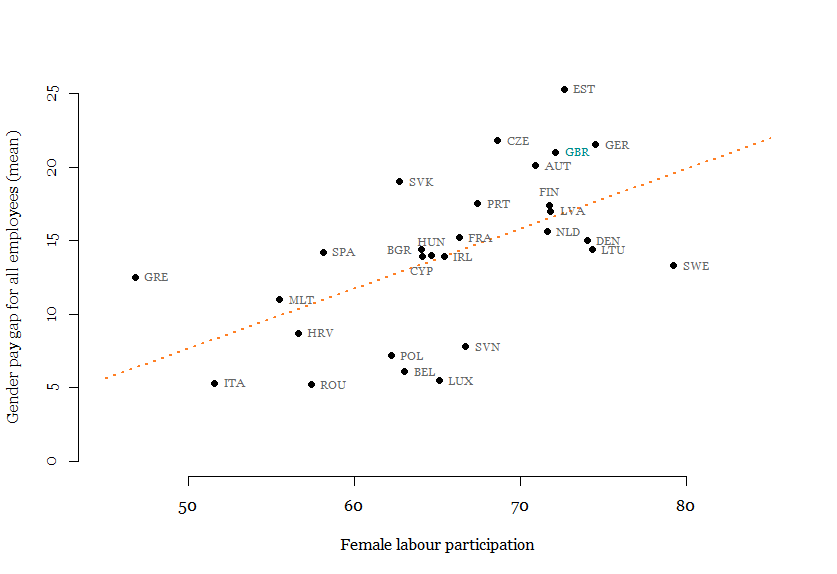 Gender pay gap for all employees (mean)
25
20
15
10
5
0
EST
CZE
GBR
GER
AUT
SVK
FIN
PRT
LVA
NLD
HUN
FRA
DEN
BGR
SPA
LTU
IRL
CYP
SWE
GRE
MLT
HRV
SVN
POL
BEL
LUX
ITA
ROU
50
60
70
80
Female labour participation